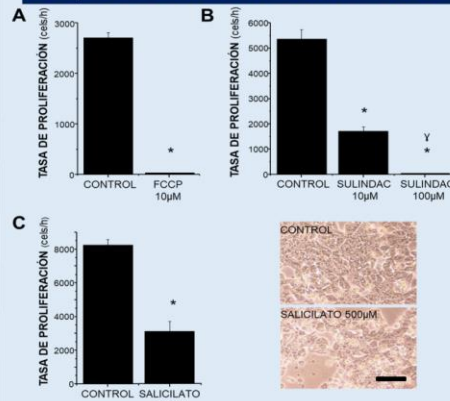 A
TASA DE PROLIFERACIÓN (cels/h)
3000
2000
1000
0
*
CONTROL FCCP
10µM
B
TASA DE PROLIFERACIÓN (cels/h)
6000
5000
4000
3000
2000
1000
0
*
ɣ
*
CONTROL SULINDAC SULINDAC
10µM 100µM
C
TASA DE PROLIFERACIÓN (cels/h)
8000
6000
4000
2000
0
*
CONTROL SALICILATO
CONTROL
SALICILATO 500µM